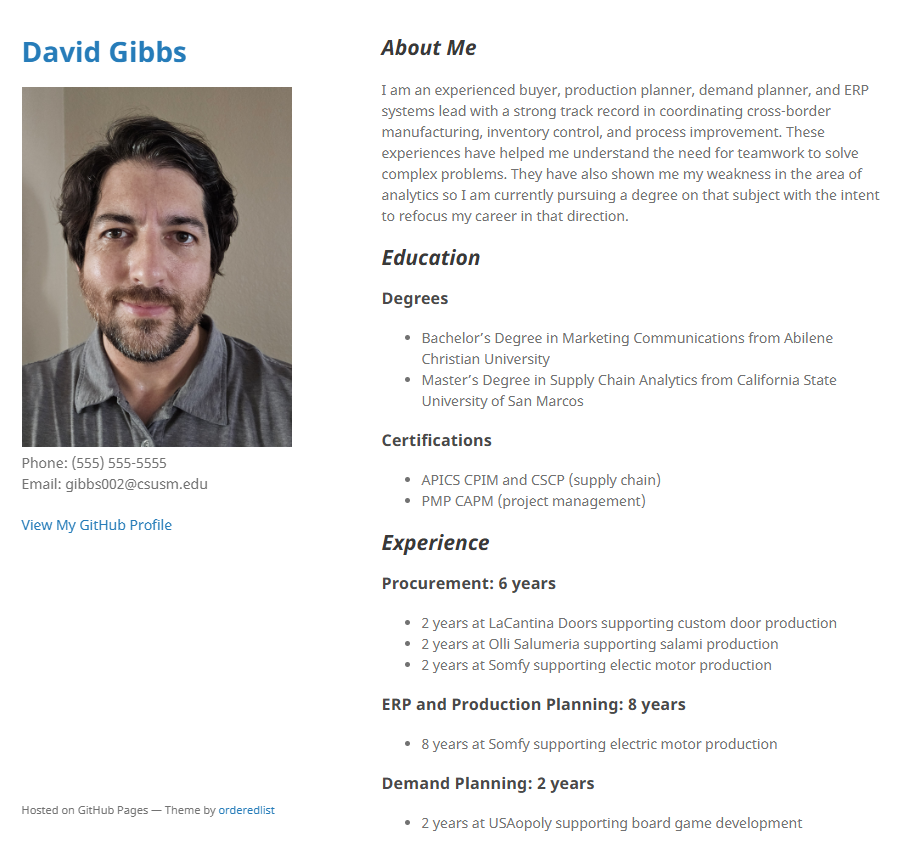 David Gibbs
Phone: (555) 555-5555
Email: gibbs002@csusm.edu
View My GitHub Profile
Hosted on GitHub Pages — Theme by orderedlist
About Me
I am an experienced buyer, production planner, demand planner, and ERP
systems lead with a strong track record in coordinating cross-border
manufacturing, inventory control, and process improvement. These
experiences have helped me understand the need for teamwork to solve
complex problems. They have also shown me my weakness in the area of
analytics so I am currently pursuing a degree on that subject with the intent
to refocus my career in that direction.
Education
Degrees
• Bachelor’s Degree in Marketing Communications from Abilene
Christian University
• Master’s Degree in Supply Chain Analytics from California State
University of San Marcos
Certifications
• APICS CPIM and CSCP (supply chain)
• PMP CAPM (project management)
Experience
Procurement: 6 years
• 2 years at LaCantina Doors supporting custom door production
• 2 years at Olli Salumeria supporting salami production
• 2 years at Somfy supporting electic motor production
ERP and Production Planning: 8 years
• 8 years at Somfy supporting electric motor production
Demand Planning: 2 years
• 2 years at USAopoly supporting board game development